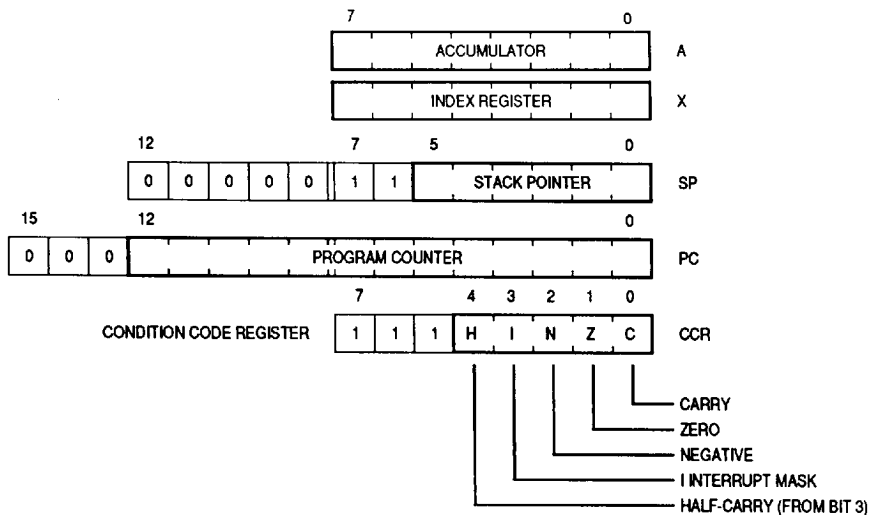 7 0
ACCUMULATOR A
INDEX REGISTER X
12 7 5 0
0 0 0 0 0 1 1 STACK POINTER SP
15 12 0
0 0 0 PROGRAM COUNTER PC
7 4 3 2 1 0
CONDITION CODE REGISTER 1 1 1 H I N Z C CCR
CARRY
ZERO
NEGATIVE
I INTERRUPT MASK
HALF-CARRY (FROM BIT 3)